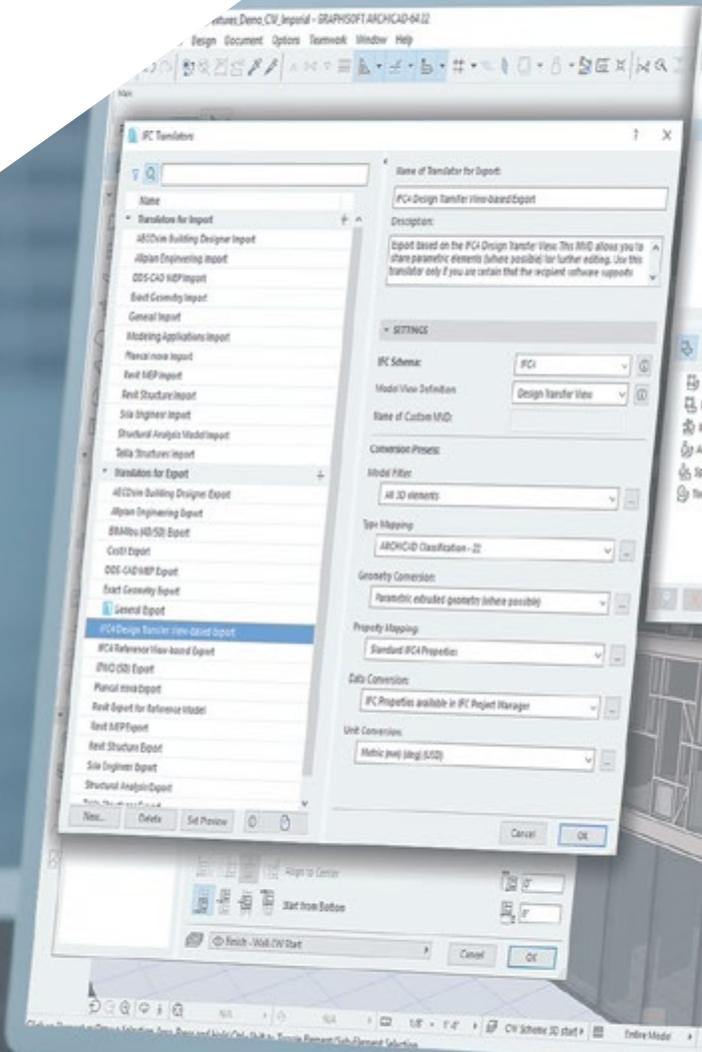 GRAPHISOFT ARCHICAD-64 22
Design Document Options Teamwork Window Help
Main:
IFC Translators
? X
Name
Translators for Import
AECOsim Building Designer Import
Allplan Engineering Import
DDS-CAD MEP Import
Exact Geometry Import
General Import
Modeling Applications Import
Plancal nova Import
Revit MEP Import
Revit Structure Import
Scia Engineer Import
Structural Analysis Model Import
Tekla Structures Import
Translators for Export
AECOsim Building Designer Export
Allplan Engineering Export
Export
CostX Export
DDS-CAD MEP Export
Exact Geometry Export
General Export
IFC4 Design Transfer View-based Export
IFC4 Reference View-based Export
Export
Plancal nova Export
Revit Export for Reference Model
Revit MEP Export
Revit Structure Export
Scia Engineer Export
Structural Analysis Export
New...
Delete
Set Preview
Name of Translator for Export:
IFC4 Design Transfer View-based Export
Description:
Export based on the IFC4 Design Transfer View. This MVD allows you to
share parametric elements (where possible) for further editing. Use this
translator only if you are certain that the recipient software supports
SETTINGS
IFC Schema:
IFC4
Model View Definition:
Design Transfer View
Name of Custom MVD:
Conversion Presets:
Model Filter:
All 3D elements
Type Mapping:
ARCHICAD Classification - 22
Geometry Conversion:
Parametric extruded geometry (where possible)
Property Mapping:
Standard IFC4 Properties
Data Conversion:
IFC Properties available in IFC Project Manager
Unit Conversion:
Metric (mm) (deg) (USD)
Cancel
OK
Align to Center
Start from Bottom
0"
0"
Finish - Wall CW Start
Cancel
OK
N/A
N/A
1/8" = 1'-0"
CW Scheme 3D start
Entire Model